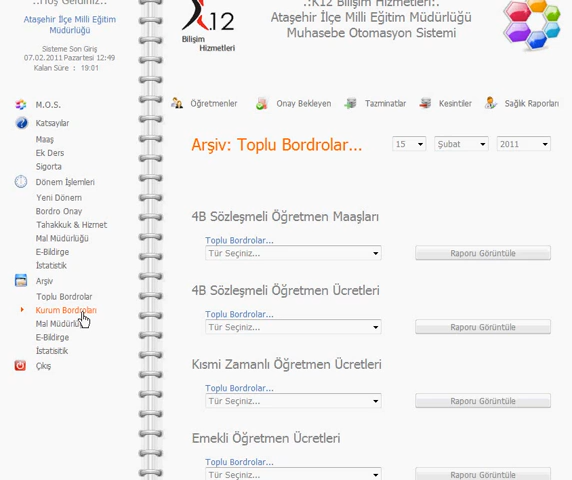 .:Hoş Geldiniz:.
Ataşehir İlçe Milli Eğitim
Müdürlüğü
Sisteme Son Giriş
07.02.2011 Pazartesi 12:49
Kalan Süre : 19:01
M.O.S.
Katsayılar
Maaş
Ek Ders
Sigorta
Dönem İşlemleri
Yeni Dönem
Bordro Onay
Tahakkuk & Hizmet
Mal Müdürlüğü
E-Bildirge
İstatistik
Arşiv
Toplu Bordrolar
Kurum Bordroları
Mal Müdürlü
E-Bildirge
İstatistik
Çıkış
K12
Bilişim
Hizmetleri
.:K12 Bilişim Hizmetleri:.
Ataşehir İlçe Milli Eğitim Müdürlüğü
Muhasebe Otomasyon Sistemi
Öğretmenler
Onay Bekleyen
Tazminatlar
Kesintiler
Sağlık Raporları
Arşiv: Toplu Bordrolar...
15
Şubat
2011
4B Sözleşmeli Öğretmen Maaşları
Toplu Bordrolar...
Tür Seçiniz...
Raporu Görüntüle
4B Sözleşmeli Öğretmen Ücretleri
Toplu Bordrolar...
Tür Seçiniz...
Raporu Görüntüle
Kısmi Zamanlı Öğretmen Ücretleri
Toplu Bordrolar...
Tür Seçiniz...
Raporu Görüntüle
Emekli Öğretmen Ücretleri
Toplu Bordrolar...
Tür Seçiniz...
Raporu Görüntüle